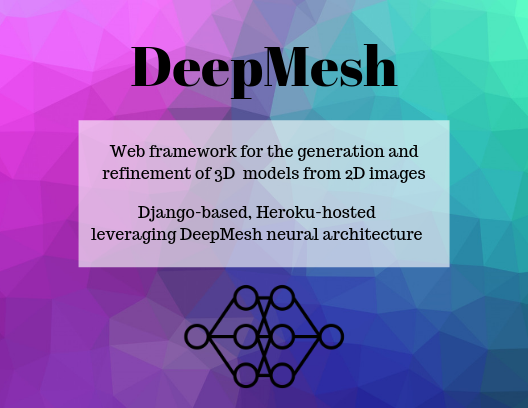 DeepMesh
Web framework for the generation and
refinement of 3D models from 2D images
Django-based, Heroku-hosted
leveraging DeepMesh neural architecture